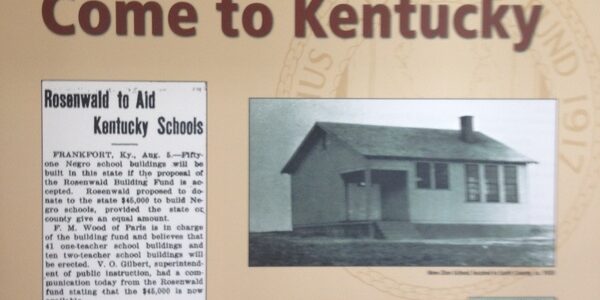 Come to Kentucky
Rosenwald to Aid
Kentucky Schools
FRANKFORT, Ky., Aug. 5.—Fifty-
one Negro school buildings will be
built in this state if the proposal of
the Rosenwald Building Fund is ac-
cepted. Rosenwald proposed to do-
nate to the state $45,000 to build Ne-
gro schools, provided the state or
county give an equal amount.
F. M. Wood of Paris is in charge
of the building fund and believes that
41 one-teacher school buildings and
ten two-teacher school buildings will
be erected. V. O. Gilbert, superintend-
ent of public instruction, had a com-
munication today from the Rosenwald
fund stating that the $45,000 is now
available.
FUND 1917